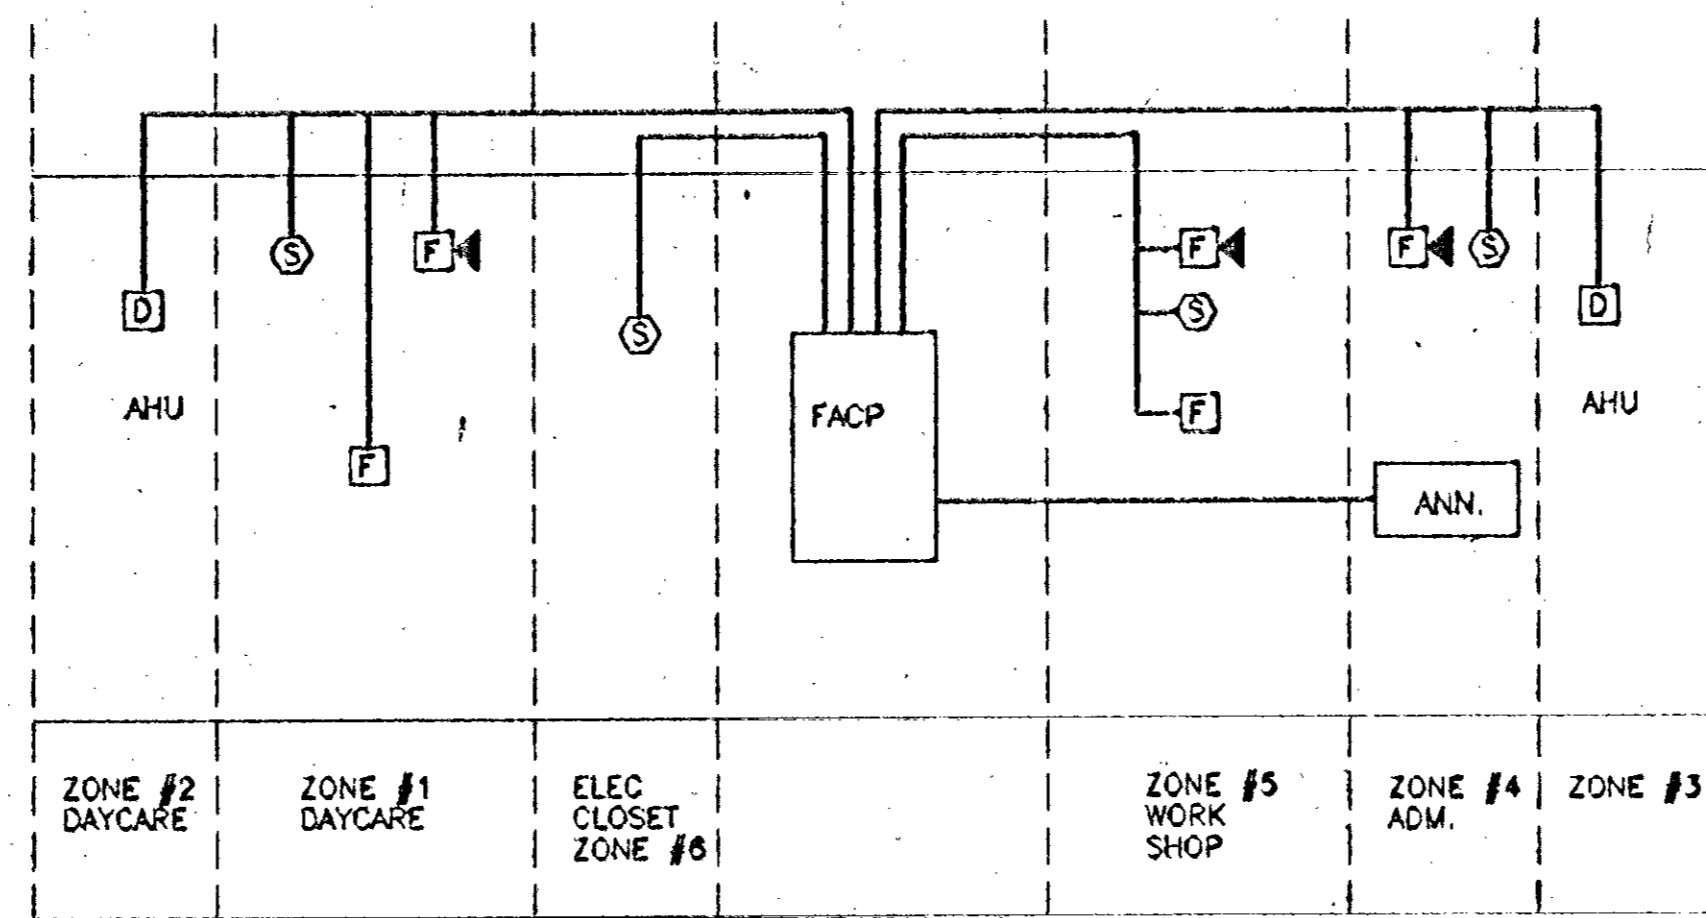 S
F
F
S
S
D
S
F
D
AHU
FACP
F
AHU
F
ANN.
ZONE #2
DAYCARE
ZONE #1
DAYCARE
ELEC
CLOSET
ZONE #6
ZONE #5
WORK
SHOP
ZONE #4
ADM.
ZONE #3